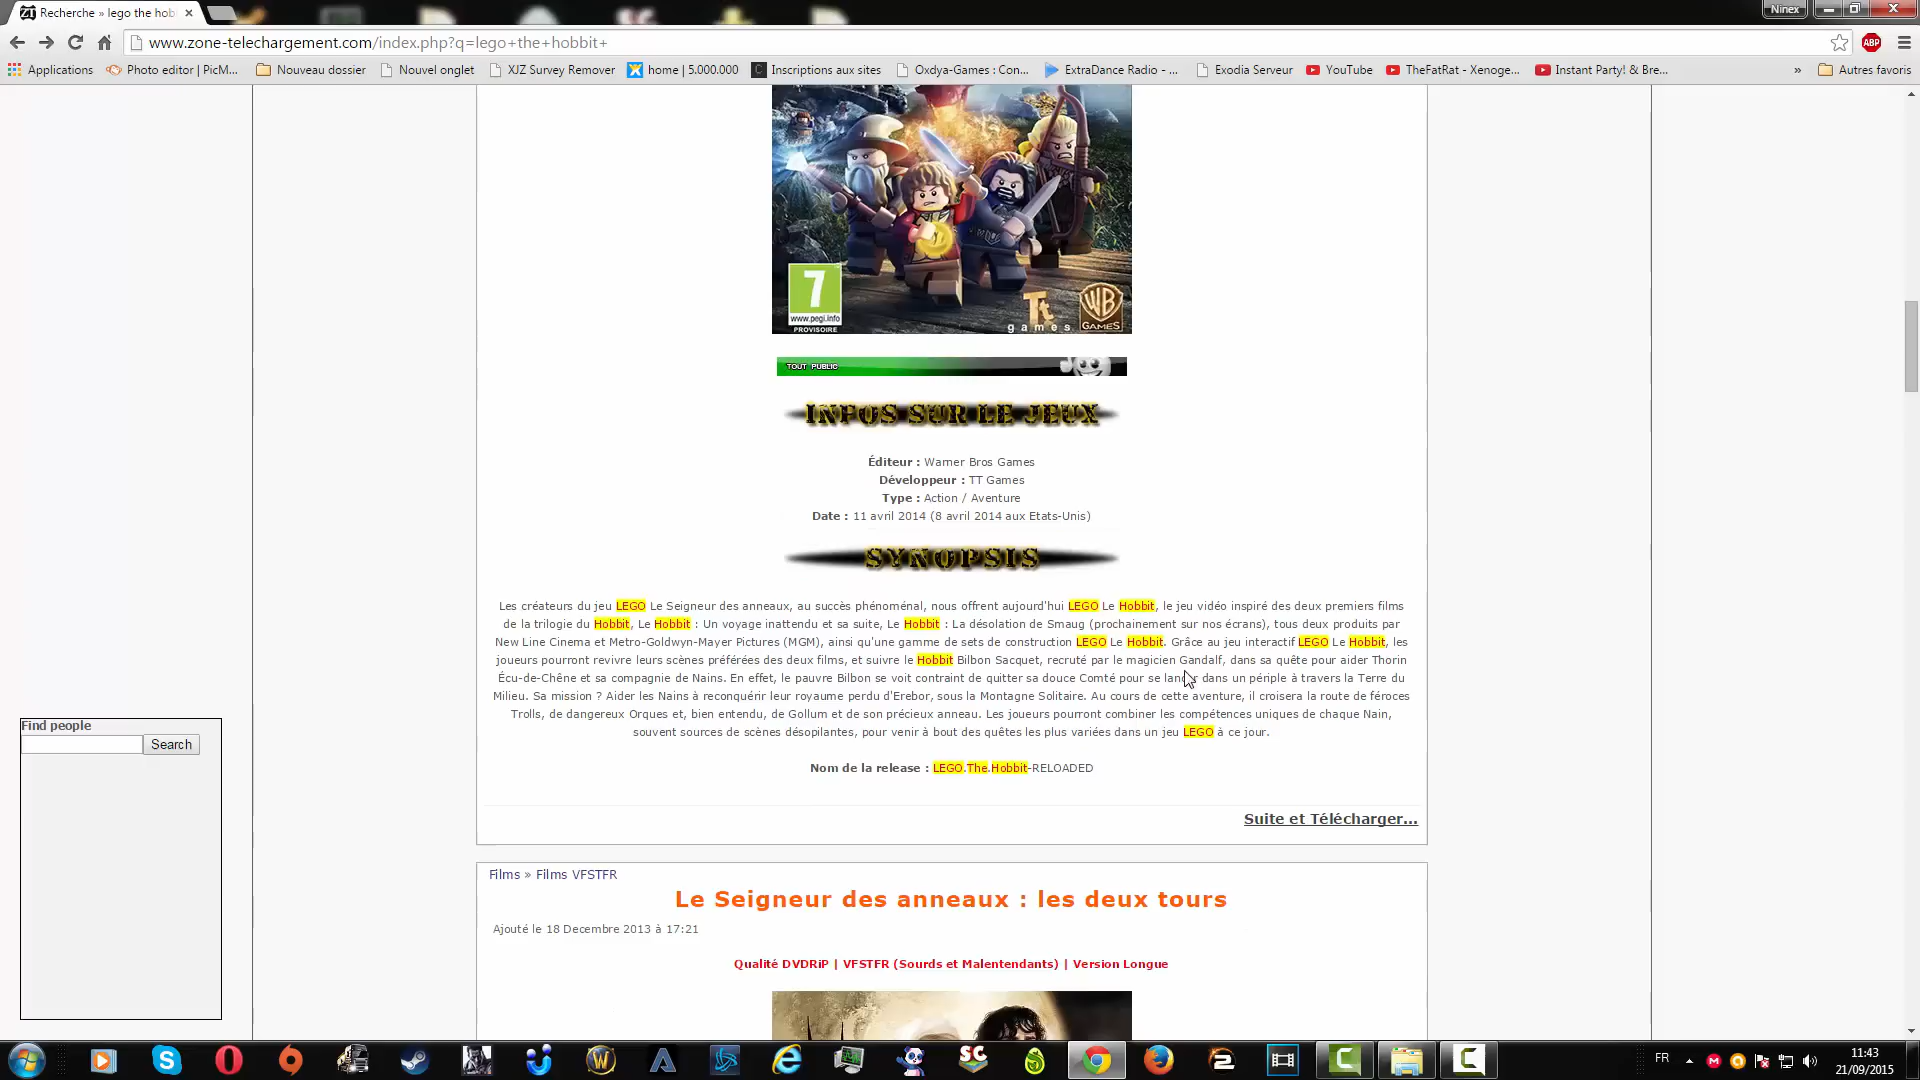 Recherche » lego the hob
Ninex
www.zone-telechargement.com/index.php?q=lego+the+hobbit+
ABP
Applications
Photo editor | PicM...
Nouveau dossier
Nouvel onglet
XJZ Survey Remover
home | 5.000.000
Inscriptions aux sites
Oxdya-Games : Con...
ExtraDance Radio - ...
Exodia Serveur
YouTube
TheFatRat - Xenoge...
Instant Party! & Bre...
»
Autres favoris
7
www.pegi.info
PROVISOIRE
Tt
games
WB
GAMES
TOUT PUBLIC
INFOS SUR LE JEUX
Éditeur : Warner Bros Games
Développeur : TT Games
Type : Action / Aventure
Date : 11 avril 2014 (8 avril 2014 aux Etats-Unis)
SYNOPSIS
Les créateurs du jeu LEGO Le Seigneur des anneaux, au succès phénoménal, nous offrent aujourd'hui LEGO Le Hobbit, le jeu vidéo inspiré des deux premiers films
de la trilogie du Hobbit, Le Hobbit : Un voyage inattendu et sa suite, Le Hobbit : La désolation de Smaug (prochainement sur nos écrans), tous deux produits par
New Line Cinema et Metro-Goldwyn-Mayer Pictures (MGM), ainsi qu'une gamme de sets de construction LEGO Le Hobbit. Grâce au jeu interactif LEGO Le Hobbit, les
joueurs pourront revivre leurs scènes préférées des deux films, et suivre le Hobbit Bilbon Sacquet, recruté par le magicien Gandalf, dans sa quête pour aider Thorin
Écu-de-Chêne et sa compagnie de Nains. En effet, le pauvre Bilbon se voit contraint de quitter sa douce Comté pour se lancer dans un périple à travers la Terre du
Milieu. Sa mission ? Aider les Nains à reconquérir leur royaume perdu d'Erebor, sous la Montagne Solitaire. Au cours de cette aventure, il croisera la route de féroces
Trolls, de dangereux Orques et, bien entendu, de Gollum et de son précieux anneau. Les joueurs pourront combiner les compétences uniques de chaque Nain,
souvent sources de scènes désopilantes, pour venir à bout des quêtes les plus variées dans un jeu LEGO à ce jour.
Nom de la release : LEGO.The.Hobbit-RELOADED
Suite et Télécharger...
Find people
Search
Films » Films VFSTFR
Le Seigneur des anneaux : les deux tours
Ajouté le 18 Decembre 2013 à 17:21
Qualité DVDRiP | VFSTFR (Sourds et Malentendants) | Version Longue
FR
11:43
21/09/2015